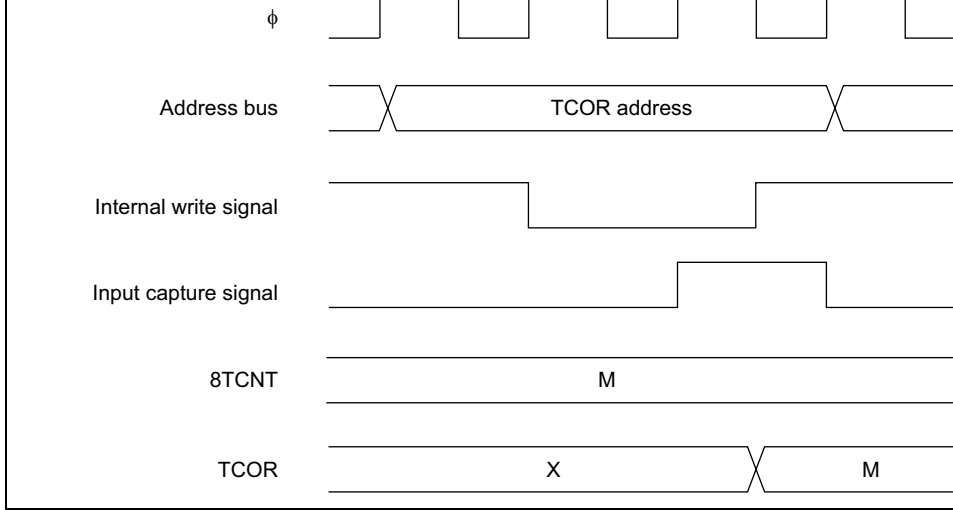 ϕ
Address bus
TCOR address
Internal write signal
Input capture signal
8TCNT
M
TCOR
X
M